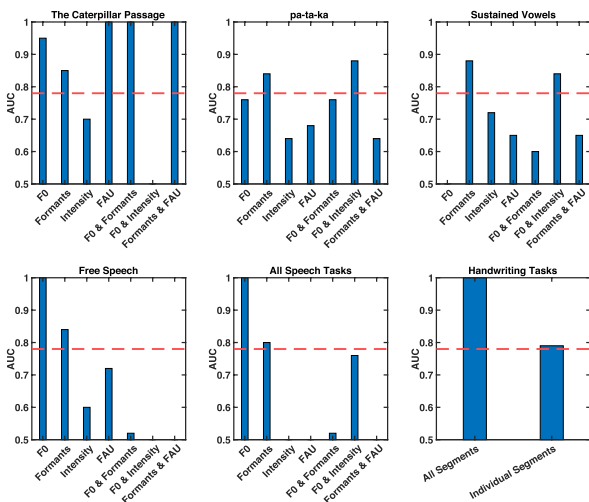 The Caterpillar Passage
AUC
1
0.9
0.8
0.7
0.6
0.5
F0
Formants
Intensity
FAU
F0 & Formants
F0 & Intensity
Formants & FAU
pa-ta-ka
AUC
1
0.9
0.8
0.7
0.6
0.5
F0
Formants
Intensity
FAU
F0 & Formants
F0 & Intensity
Formants & FAU
Sustained Vowels
AUC
1
0.9
0.8
0.7
0.6
0.5
F0
Formants
Intensity
FAU
F0 & Formants
F0 & Intensity
Formants & FAU
Free Speech
AUC
1
0.9
0.8
0.7
0.6
0.5
F0
Formants
Intensity
FAU
F0 & Formants
F0 & Intensity
Formants & FAU
All Speech Tasks
AUC
1
0.9
0.8
0.7
0.6
0.5
F0
Formants
Intensity
FAU
F0 & Formants
F0 & Intensity
Formants & FAU
Handwriting Tasks
AUC
1
0.9
0.8
0.7
0.6
0.5
All Segments
Individual Segments